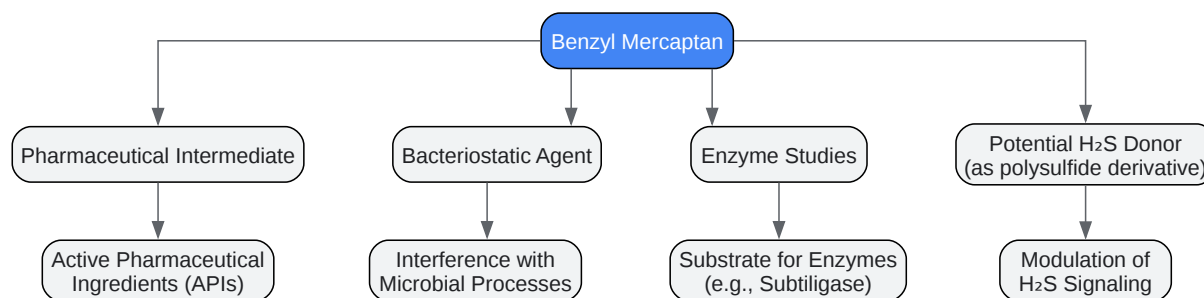 Benzyl Mercaptan
Pharmaceutical Intermediate
Bacteriostatic Agent
Enzyme Studies
Potential H₂S Donor
(as polysulfide derivative)
Active Pharmaceutical
Ingredients (APIs)
Interference with
Microbial Processes
Substrate for Enzymes
(e.g., Subtiligase)
Modulation of
H₂S Signaling